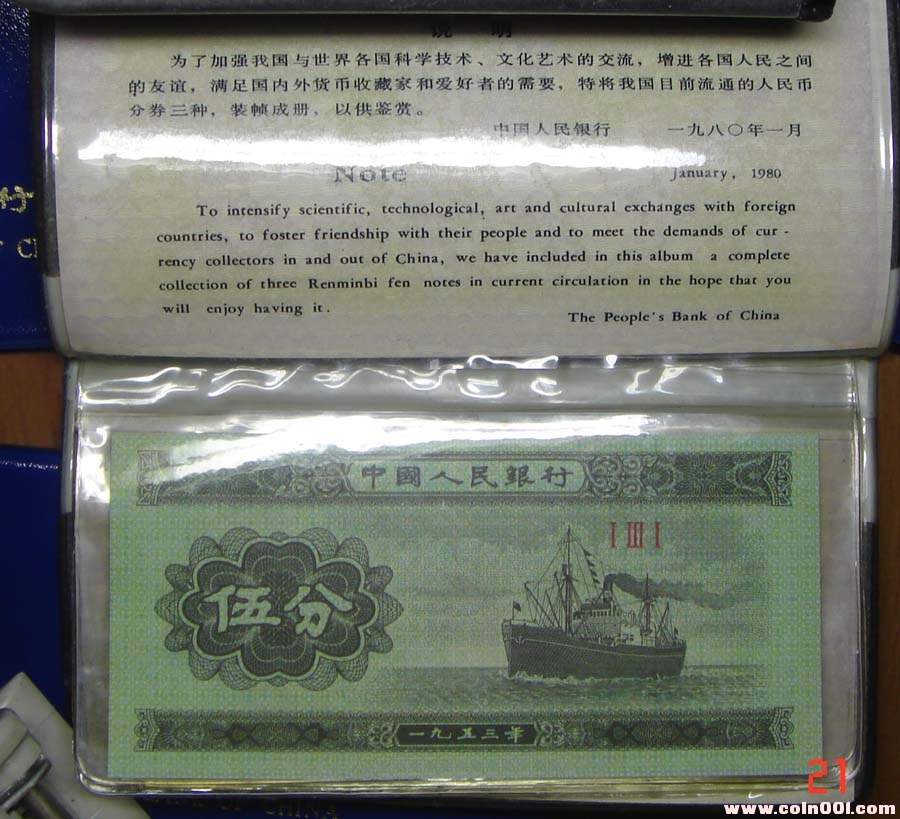 说 明
为了加强我国与世界各国科学技术、文化艺术的交流，增进各国人民之间
的友谊，满足国内外货币收藏家和爱好者的需要，特将我国目前流通的人民币
分券三种，装帧成册，以供鉴赏。
中国人民银行 一九八〇年一月
Note January, 1980
To intensify scientific, technological, art and cultural exchanges with foreign
countries, to foster friendship with their people and to meet the demands of cur -
rency collectors in and out of China, we have included in this album a complete
collection of three Renminbi fen notes in current circulation in the hope that you
will enjoy having it.
The People's Bank of China
行
中國人民銀行
I III I
伍分
一九五三年
CHINA
21
www.coin001.com